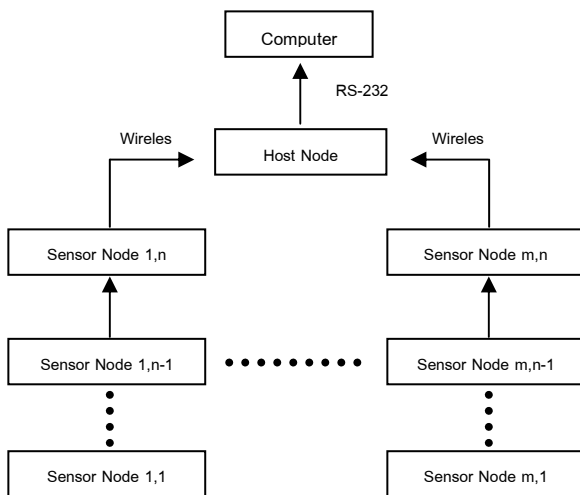 Computer
RS-232
Wireles
Wireles
Host Node
Sensor Node 1,n
Sensor Node m,n
Sensor Node 1,n-1
Sensor Node m,n-1
Sensor Node 1,1
Sensor Node m,1